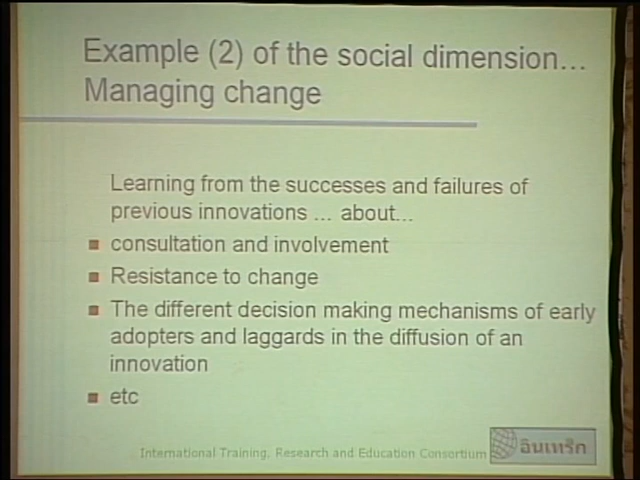 Example (2) of the social dimension...
Managing change
Learning from the successes and failures of
previous innovations ... about...
consultation and involvement
Resistance to change
The different decision making mechanisms of early
adopters and laggards in the diffusion of an
innovation
etc
International Training, Research and Education Consortium
อินเทร็ก